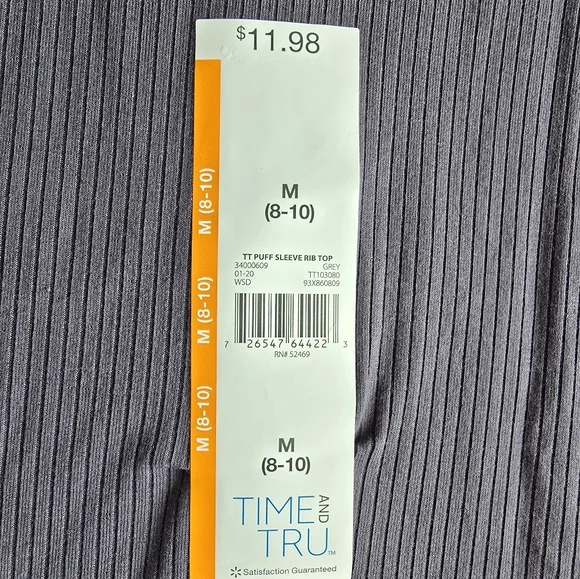 $11.98
M (8-10)
M
(8-10)
TT PUFF SLEEVE RIB TOP
34000609 GREY
01-20 TT103080
WSD 93X860809
M (8-10)
7 26547 64422 3
RN# 52469
M (8-10)
M
(8-10)
TIME AND
TRU™
Satisfaction Guaranteed